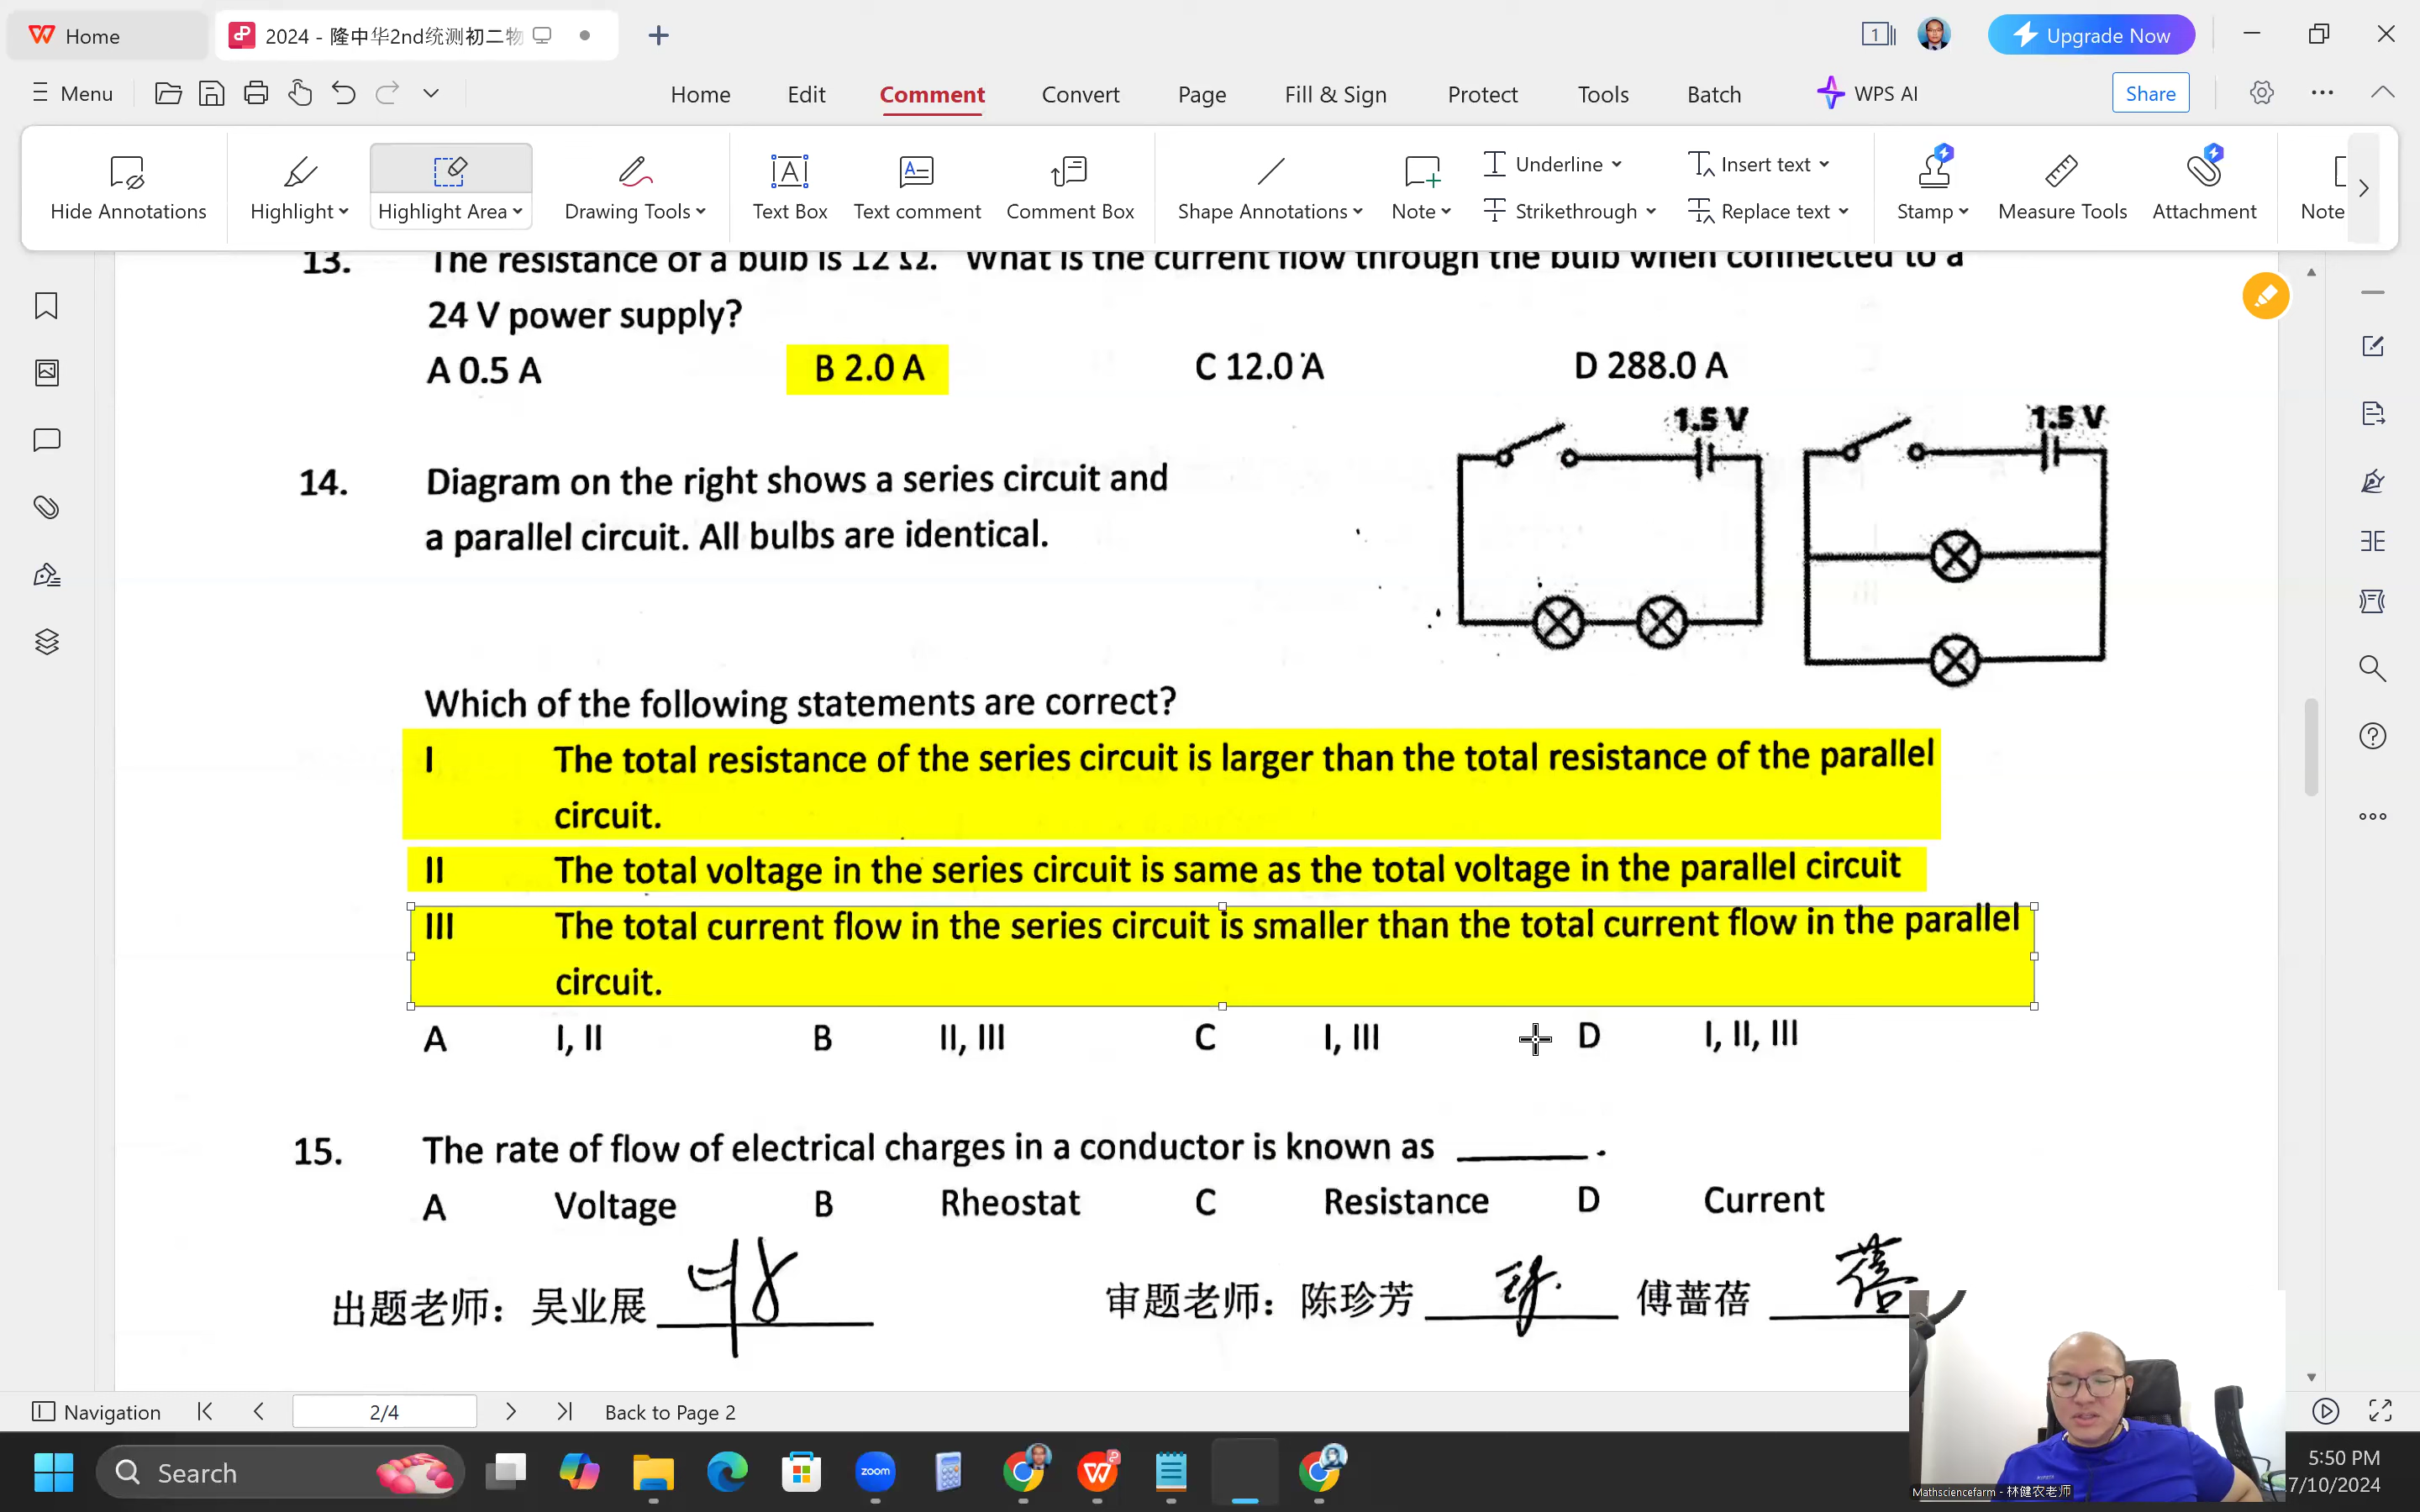 Home
2024 - 隆中华2nd统测初二物
1
Upgrade Now
Menu
Home Edit Comment Convert Page Fill & Sign Protect Tools Batch WPS AI
Share
Hide Annotations Highlight Highlight Area Drawing Tools Text Box Text comment Comment Box Shape Annotations Note Underline Strikethrough Insert text Replace text Stamp Measure Tools Attachment Note
13. The resistance of a bulb is 12 Ω. What is the current flow through the bulb when connected to a
24 V power supply?
A 0.5 A B 2.0 A C 12.0 A D 288.0 A
1.5 V 1.5 V
14. Diagram on the right shows a series circuit and
a parallel circuit. All bulbs are identical.
Which of the following statements are correct?
I The total resistance of the series circuit is larger than the total resistance of the parallel
circuit.
II The total voltage in the series circuit is same as the total voltage in the parallel circuit
III The total current flow in the series circuit is smaller than the total current flow in the parallel
circuit.
A I, II B II, III C I, III D I, II, III
15. The rate of flow of electrical charges in a conductor is known as ______.
A Voltage B Rheostat C Resistance D Current
出题老师: 吴业展 审题老师: 陈珍芳 傅蔷蓓
Navigation 2/4 Back to Page 2
Search
zoom
5:50 PM
7/10/2024
Mathsciencefarm - 林健农老师